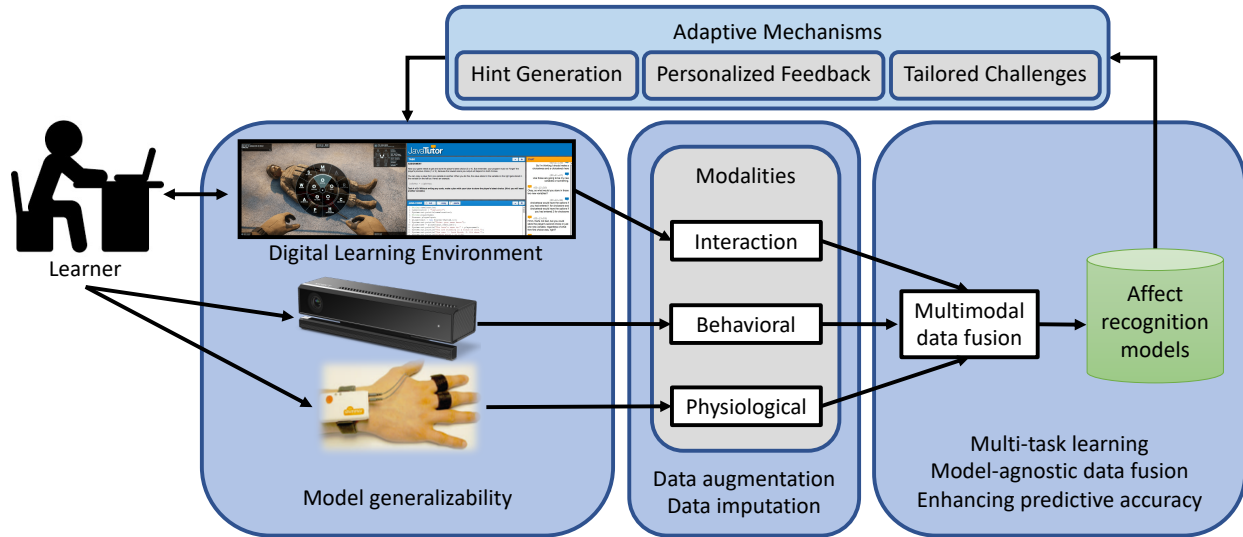 Adaptive Mechanisms
Hint Generation
Personalized Feedback
Tailored Challenges
JavaTutor
Learner
Digital Learning Environment
Modalities
Interaction
Behavioral
Physiological
Multimodal
data fusion
Affect
recognition
models
Model generalizability
Data augmentation
Data imputation
Multi-task learning
Model-agnostic data fusion
Enhancing predictive accuracy